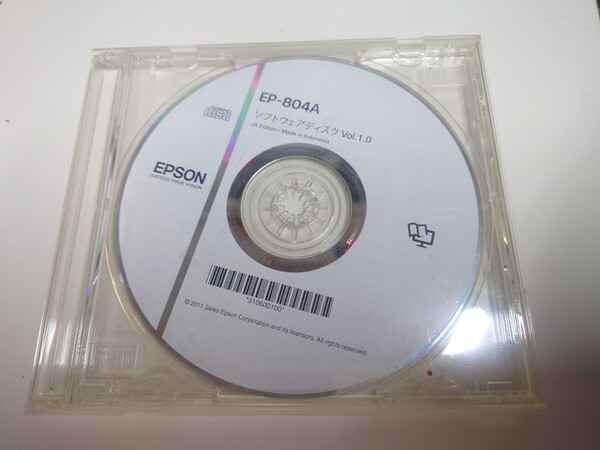 EP-804A
ソフトウェアディスク Vol.1.0
JA Edition / Made in Indonesia
EPSON
EXCEED YOUR VISION
*310600100*
© 2011 Seiko Epson Corporation and its licensors. All rights reserved.